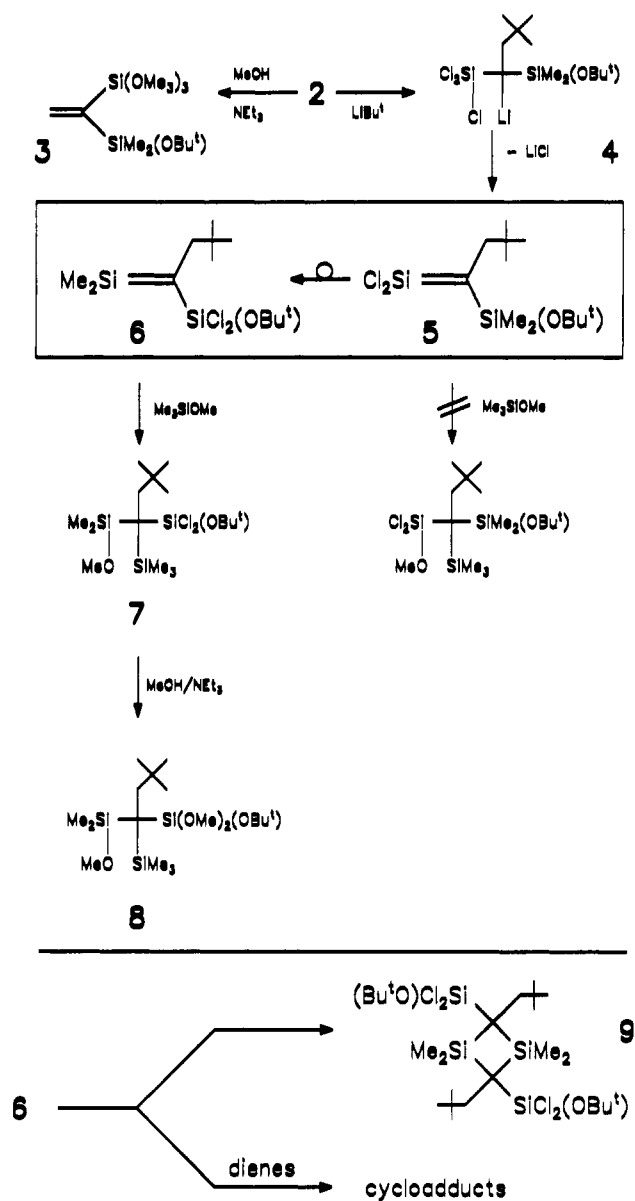 Si(OMe₃)₃
SiMe₂(OBuᵗ)
3
MeOH
NEt₃
2
LiBuᵗ
Cl₂Si
SiMe₂(OBuᵗ)
Cl
Li
4
- LiCl
Me₂Si
SiCl₂(OBuᵗ)
6
Cl₂Si
SiMe₂(OBuᵗ)
5
Me₂SiOMe
Me₃SiOMe
Me₂Si
SiCl₂(OBuᵗ)
MeO
SiMe₃
7
Cl₂Si
SiMe₂(OBuᵗ)
MeO
SiMe₃
MeOH/NEt₃
Me₂Si
Si(OMe)₂(OBuᵗ)
MeO
SiMe₃
8
(BuᵗO)Cl₂Si
9
Me₂Si
SiMe₂
SiCl₂(OBuᵗ)
6
dienes
cycloadducts